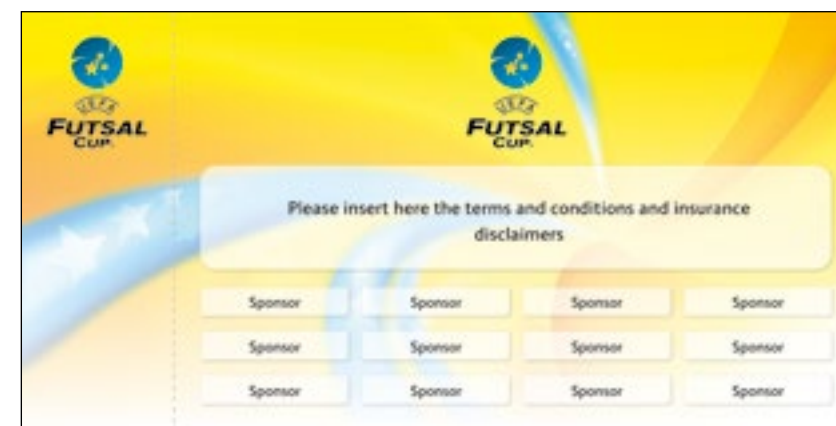 UEFA
FUTSAL
CUP.
UEFA
FUTSAL
CUP.
Please insert here the terms and conditions and insurance
disclaimers
Sponsor Sponsor Sponsor Sponsor
Sponsor Sponsor Sponsor Sponsor
Sponsor Sponsor Sponsor Sponsor